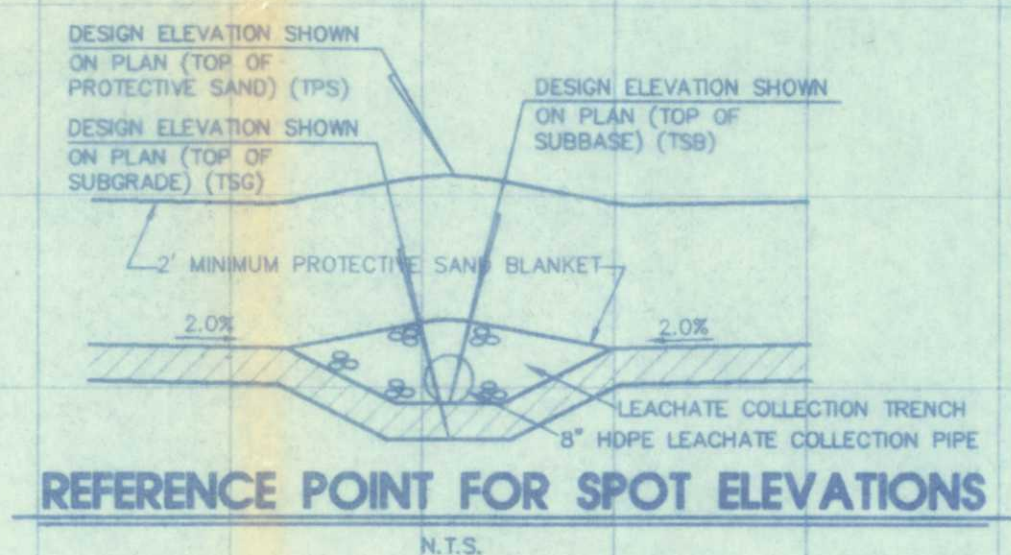 DESIGN ELEVATION SHOWN
ON PLAN (TOP OF
PROTECTIVE SAND) (TPS)
DESIGN ELEVATION SHOWN
ON PLAN (TOP OF
SUBGRADE) (TSG)
DESIGN ELEVATION SHOWN
ON PLAN (TOP OF
SUBBASE) (TSB)
2' MINIMUM PROTECTIVE SAND BLANKET
2.0%
2.0%
LEACHATE COLLECTION TRENCH
8" HDPE LEACHATE COLLECTION PIPE
REFERENCE POINT FOR SPOT ELEVATIONS
N.T.S.